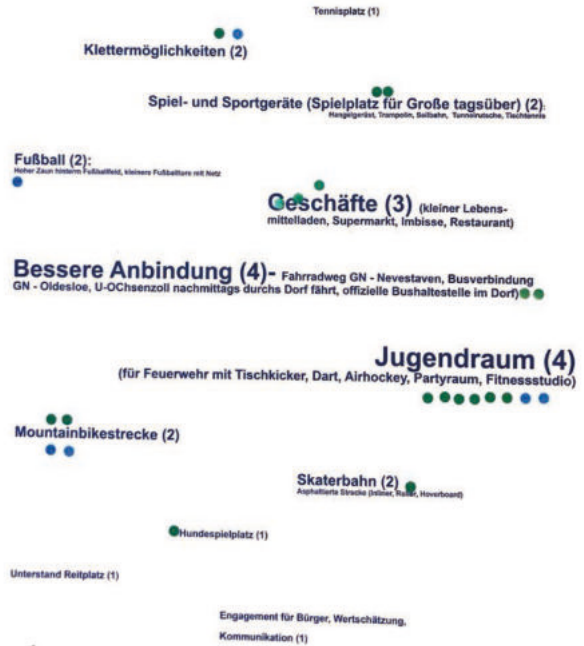 Tennisplatz (1)
Klettermöglichkeiten (2)
Spiel- und Sportgeräte (Spielplatz für Große tagsüber) (2):
Hangelgerüst, Trampolin, Seilbahn, Tunnelrutsche, Tischtennis
Fußball (2):
Hoher Zaun hinterm Fußballfeld, kleinere Fußballtore mit Netz
Geschäfte (3) (kleiner Lebens-
mittelladen, Supermarkt, Imbisse, Restaurant)
Bessere Anbindung (4)- Fahrradweg GN - Nevestaven, Busverbindung
GN - Oldesloe, U-OChsenzoll nachmittags durchs Dorf fährt, offizielle Bushaltestelle im Dorf)
Jugendraum (4)
(für Feuerwehr mit Tischkicker, Dart, Airhockey, Partyraum, Fitnessstudio)
Mountainbikestrecke (2)
Skaterbahn (2)
Asphaltierte Strecke (Inliner, Roller, Hoverboard)
Hundespielplatz (1)
Unterstand Reitplatz (1)
Engagement für Bürger, Wertschätzung,
Kommunikation (1)